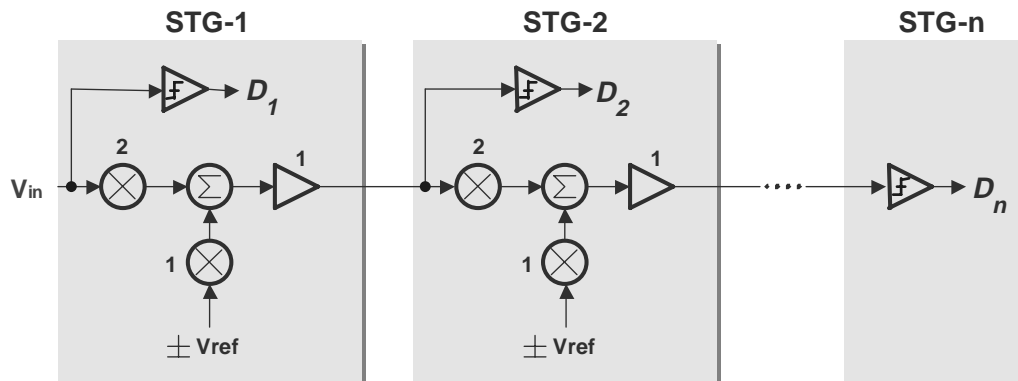 STG-1
STG-2
STG-n
D1
D2
2
1
2
1
Vin
Σ
Σ
Dn
1
1
± Vref
± Vref